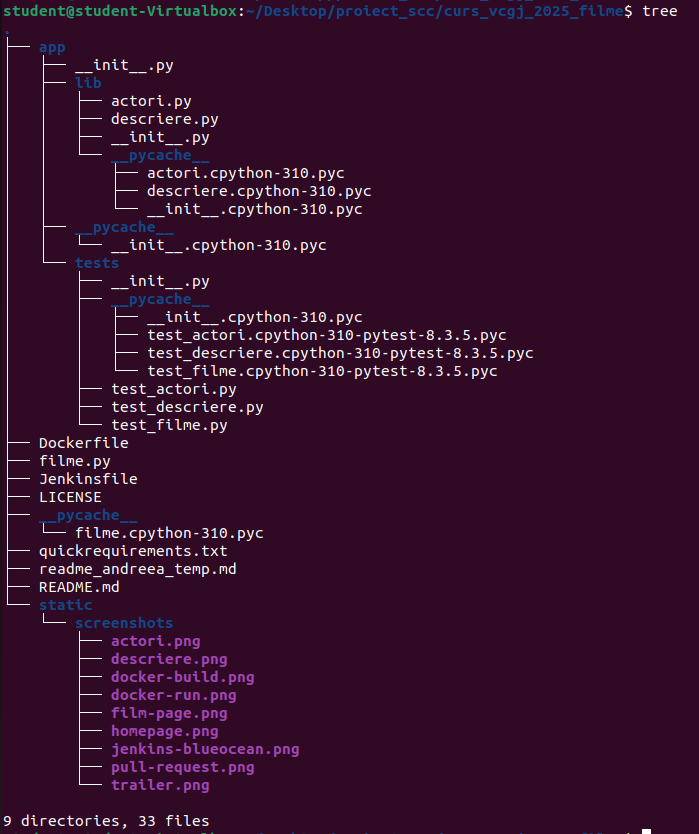 student@student-Virtualbox:~/Desktop/proiect_scc/curs_vcgj_2025_filme$ tree
.
├── app
│   ├── __init__.py
│   ├── lib
│   │   ├── actori.py
│   │   ├── descriere.py
│   │   ├── __init__.py
│   │   └── __pycache__
│   │       ├── actori.cpython-310.pyc
│   │       ├── descriere.cpython-310.pyc
│   │       └── __init__.cpython-310.pyc
│   ├── __pycache__
│   │   └── __init__.cpython-310.pyc
│   └── tests
│       ├── __init__.py
│       ├── __pycache__
│       │   ├── __init__.cpython-310.pyc
│       │   ├── test_actori.cpython-310-pytest-8.3.5.pyc
│       │   ├── test_descriere.cpython-310-pytest-8.3.5.pyc
│       │   └── test_filme.cpython-310-pytest-8.3.5.pyc
│       ├── test_actori.py
│       ├── test_descriere.py
│       └── test_filme.py
├── Dockerfile
├── filme.py
├── Jenkinsfile
├── LICENSE
├── __pycache__
│   └── filme.cpython-310.pyc
├── quickrequirements.txt
├── readme_andreea_temp.md
├── README.md
└── static
    └── screenshots
        ├── actori.png
        ├── descriere.png
        ├── docker-build.png
        ├── docker-run.png
        ├── film-page.png
        ├── homepage.png
        ├── jenkins-blueocean.png
        ├── pull-request.png
        └── trailer.png
9 directories, 33 files